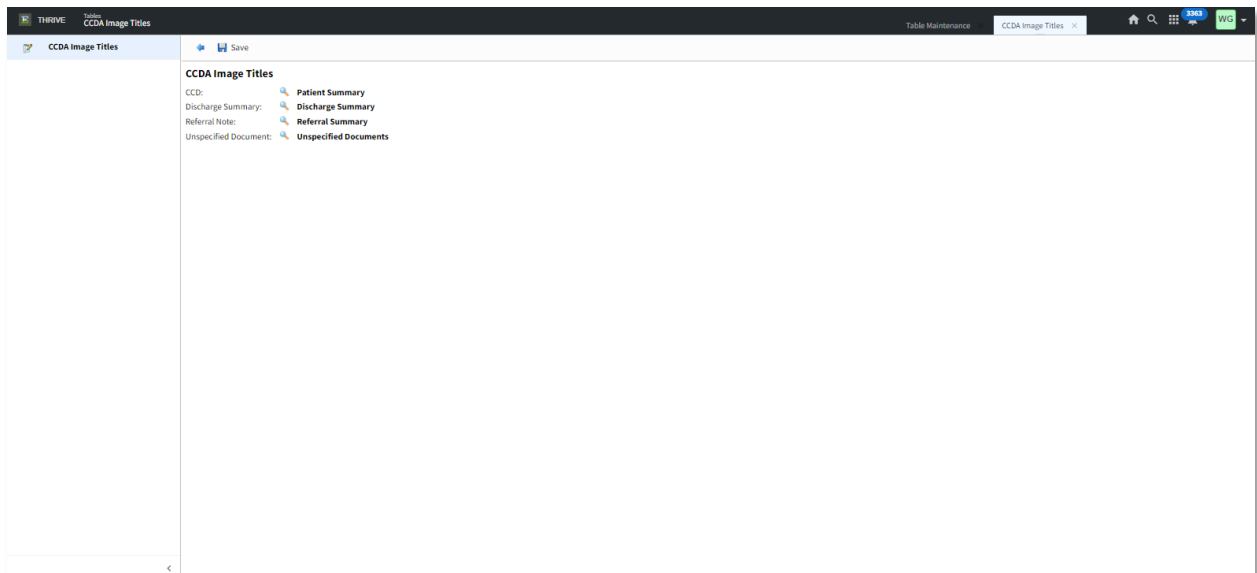 THRIVE
Tables
CCDA Image Titles
Table Maintenance
CCDA Image Titles
3363
WG
CCDA Image Titles
Save
CCDA Image Titles
CCD: Patient Summary
Discharge Summary: Discharge Summary
Referral Note: Referral Summary
Unspecified Document: Unspecified Documents